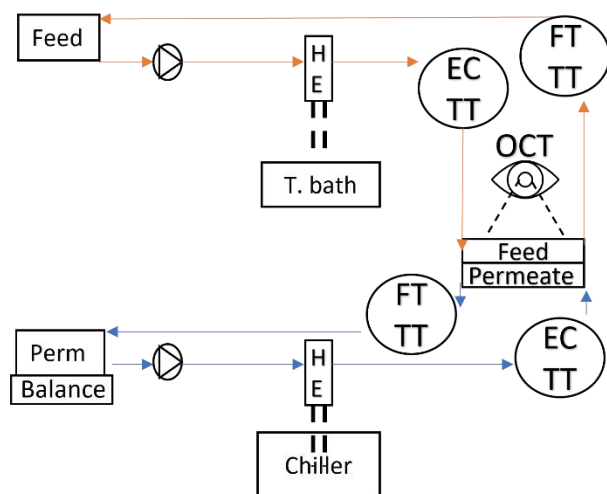 Feed
H
E
EC
TT
FT
TT
OCT
T. bath
Feed
Permeate
FT
TT
Perm
Balance
H
E
EC
TT
Chiller